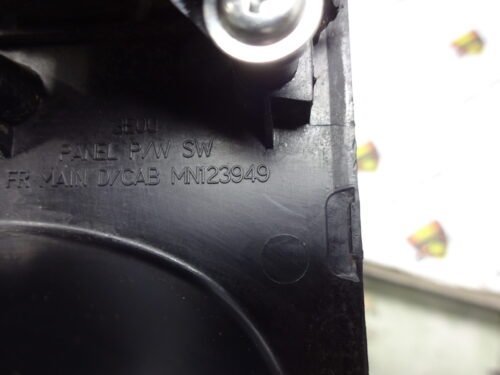 PANEL P/W SW
FR MAIN D/CAB MN123949